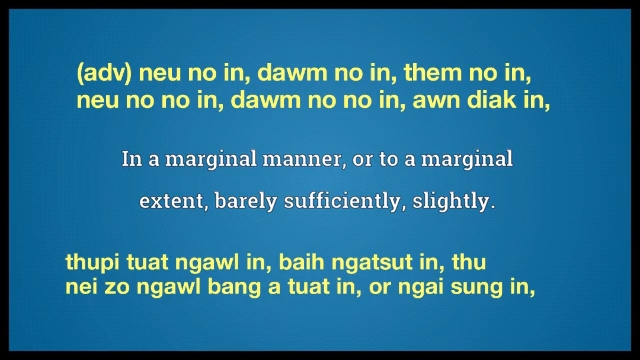 (adv) neu no in, dawm no in, them no in,
neu no no in, dawm no no in, awn diak in,
In a marginal manner, or to a marginal
extent, barely sufficiently, slightly.
thupi tuat ngawl in, baih ngatsut in, thu
nei zo ngawl bang a tuat in, or ngai sung in,